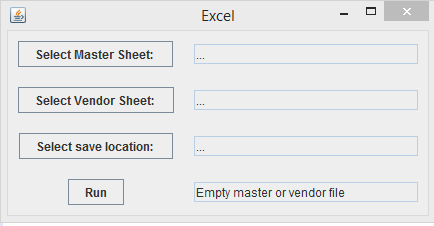 Excel
Select Master Sheet: ...
Select Vendor Sheet: ...
Select save location: ...
Run Empty master or vendor file